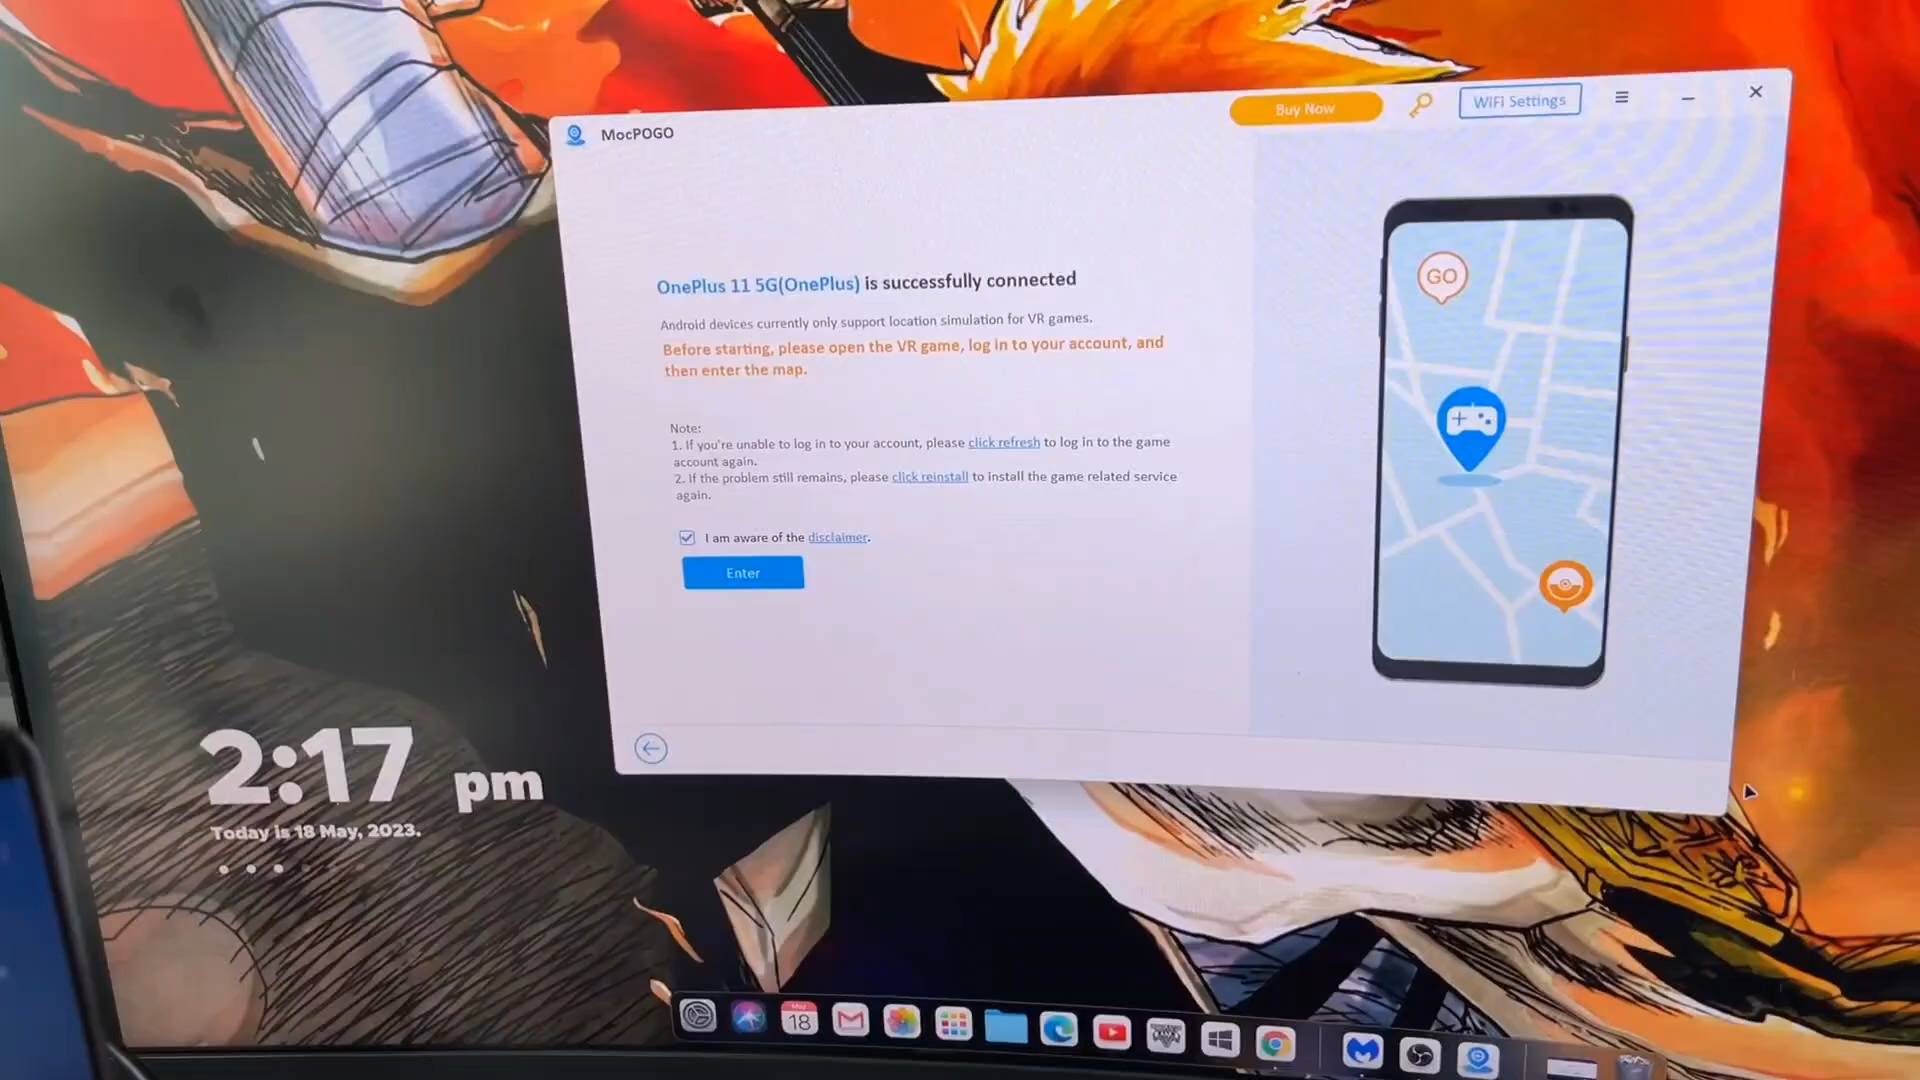 MocPOGO
Buy Now
WiFi Settings
OnePlus 11 5G(OnePlus) is successfully connected
Android devices currently only support location simulation for VR games.
Before starting, please open the VR game, log in to your account, and
then enter the map.
Note:
1. If you're unable to log in to your account, please click refresh to log in to the game
account again.
2. If the problem still remains, please click reinstall to install the game related service
again.
I am aware of the disclaimer.
Enter
GO
2:17 pm
Today is 18 May, 2023.
May
18